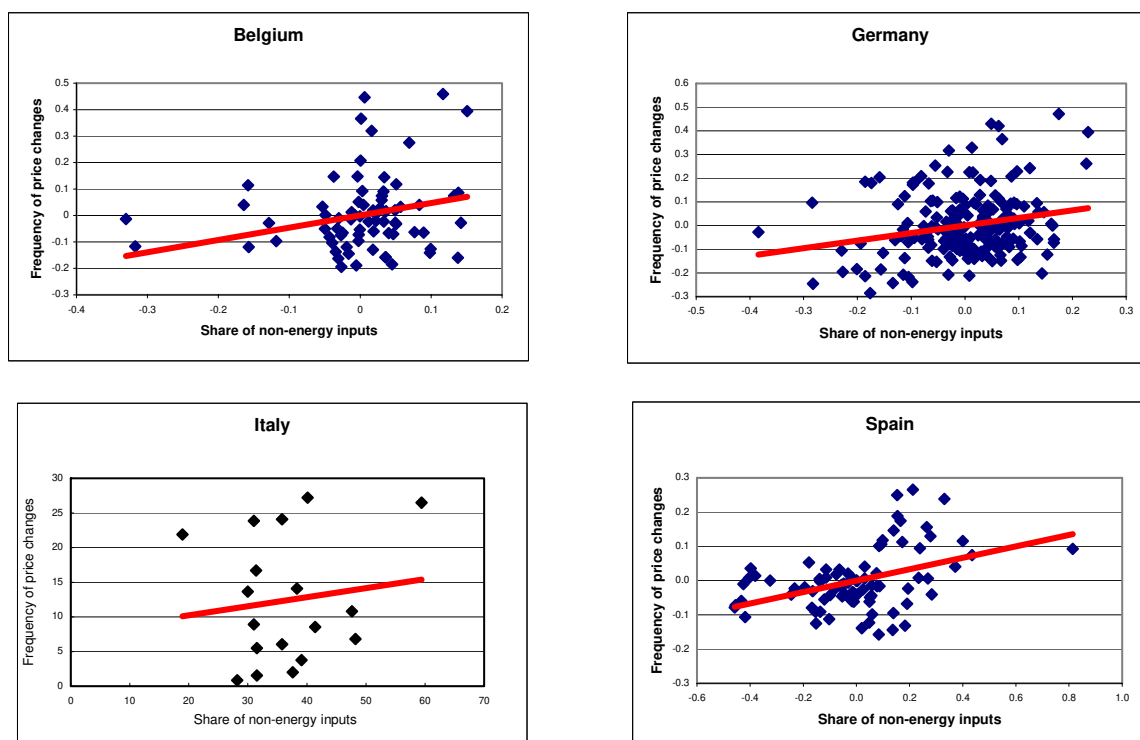 Belgium
Frequency of price changes
0.5
0.4
0.3
0.2
0.1
0
-0.1
-0.2
-0.3
-0.4 -0.3 -0.2 -0.1 0 0.1 0.2
Share of non-energy inputs
Germany
Frequency of price changes
0.6
0.5
0.4
0.3
0.2
0.1
0.0
-0.1
-0.2
-0.3
-0.5 -0.4 -0.3 -0.2 -0.1 0.0 0.1 0.2 0.3
Share of non-energy inputs
Italy
Frequency of price changes
30
25
20
15
10
5
0
0 10 20 30 40 50 60 70
Share of non-energy inputs
Spain
Frequency of price changes
0.3
0.2
0.1
0.0
-0.1
-0.2
-0.3
-0.6 -0.4 -0.2 0.0 0.2 0.4 0.6 0.8 1.0
Share of non-energy inputs